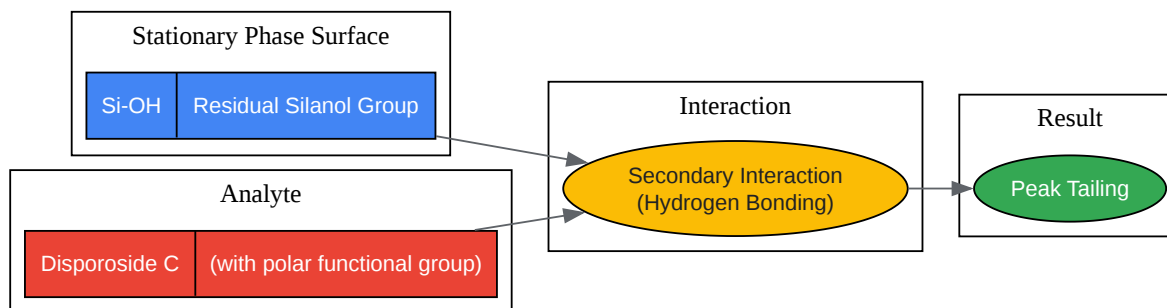 Stationary Phase Surface
Si-OH Residual Silanol Group
Analyte
Disporoside C (with polar functional group)
Interaction
Secondary Interaction
(Hydrogen Bonding)
Result
Peak Tailing